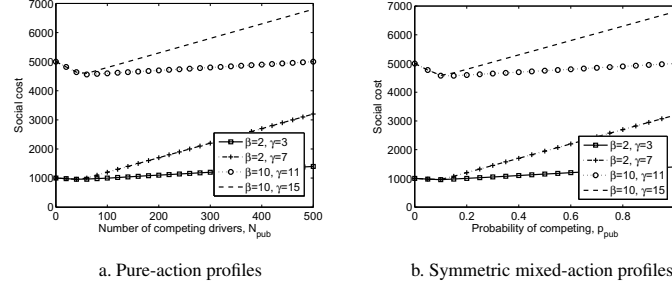 7000
6000
5000
4000
3000
2000
1000
0
Social cost
0 100 200 300 400 500
Number of competing drivers, N_pub
β=2, γ=3
β=2, γ=7
β=10, γ=11
β=10, γ=15
a. Pure-action profiles
7000
6000
5000
4000
3000
2000
1000
0
Social cost
0 0.2 0.4 0.6 0.8
Probability of competing, p_pub
β=2, γ=3
β=2, γ=7
β=10, γ=11
β=10, γ=15
b. Symmetric mixed-action profiles